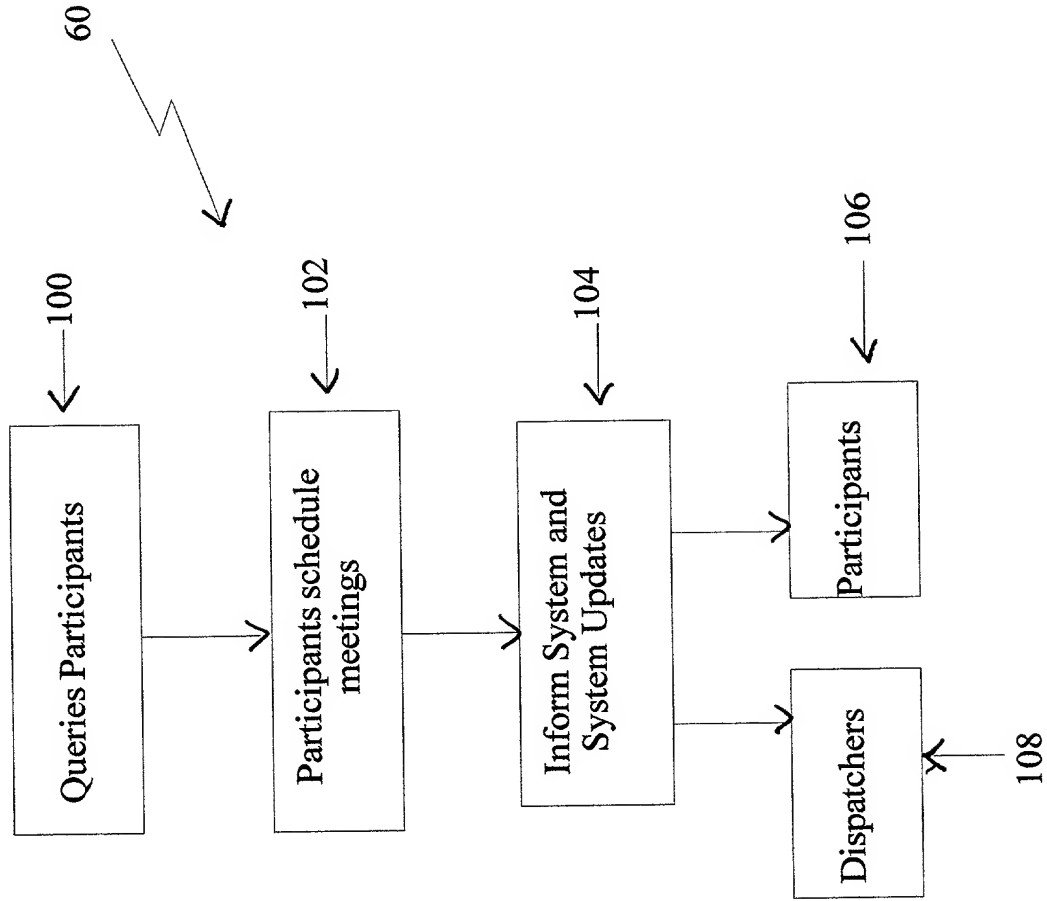 60
Queries Participants
100
Participants schedule
meetings
102
Inform System and
System Updates
104
Dispatchers
108
Participants
106